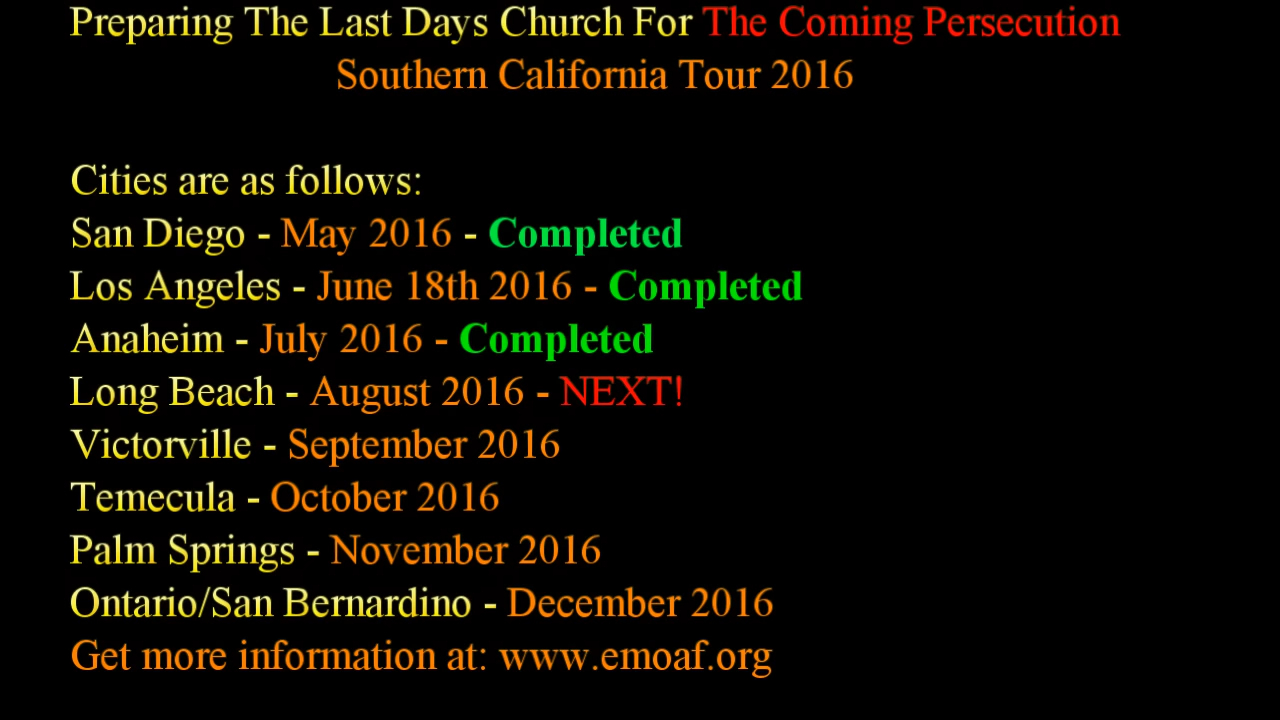 Preparing The Last Days Church For The Coming Persecution
Southern California Tour 2016
Cities are as follows:
San Diego - May 2016 - Completed
Los Angeles - June 18th 2016 - Completed
Anaheim - July 2016 - Completed
Long Beach - August 2016 - NEXT!
Victorville - September 2016
Temecula - October 2016
Palm Springs - November 2016
Ontario/San Bernardino - December 2016
Get more information at: www.emoaf.org